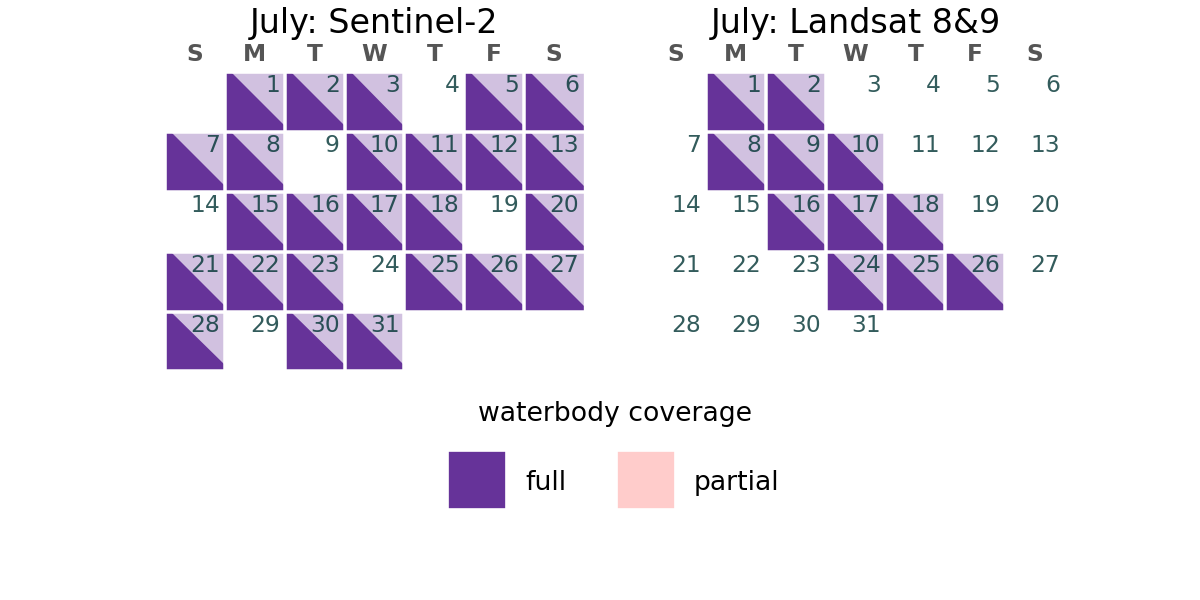 July: Sentinel-2
S M T W T F S
1 2 3 4 5 6
7 8 9 10 11 12 13
14 15 16 17 18 19 20
21 22 23 24 25 26 27
28 29 30 31
July: Landsat 8&9
S M T W T F S
1 2 3 4 5 6
7 8 9 10 11 12 13
14 15 16 17 18 19 20
21 22 23 24 25 26 27
28 29 30 31
waterbody coverage
full partial